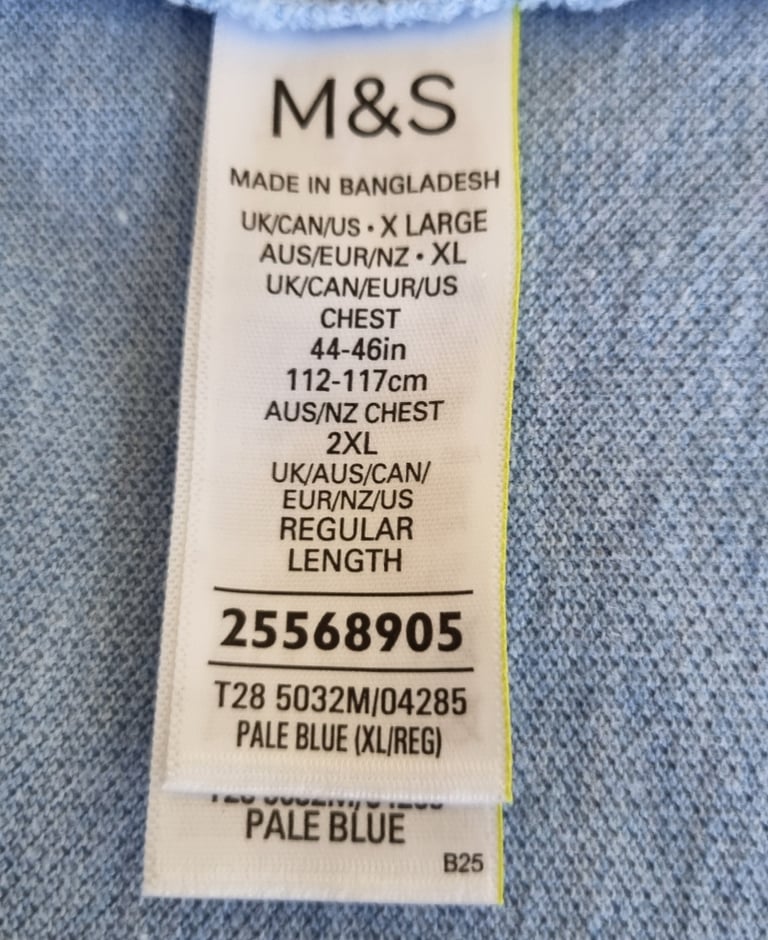 M&S
MADE IN BANGLADESH
UK/CAN/US • X LARGE
AUS/EUR/NZ • XL
UK/CAN/EUR/US
CHEST
44-46in
112-117cm
AUS/NZ CHEST
2XL
UK/AUS/CAN/
EUR/NZ/US
REGULAR
LENGTH
25568905
T28 5032M/04285
PALE BLUE (XL/REG)
PALE BLUE
B25